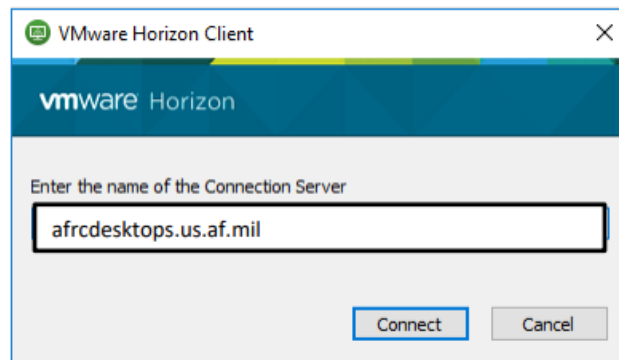 VMware Horizon Client
vmware Horizon
Enter the name of the Connection Server
afrcdesktops.us.af.mil
Connect Cancel